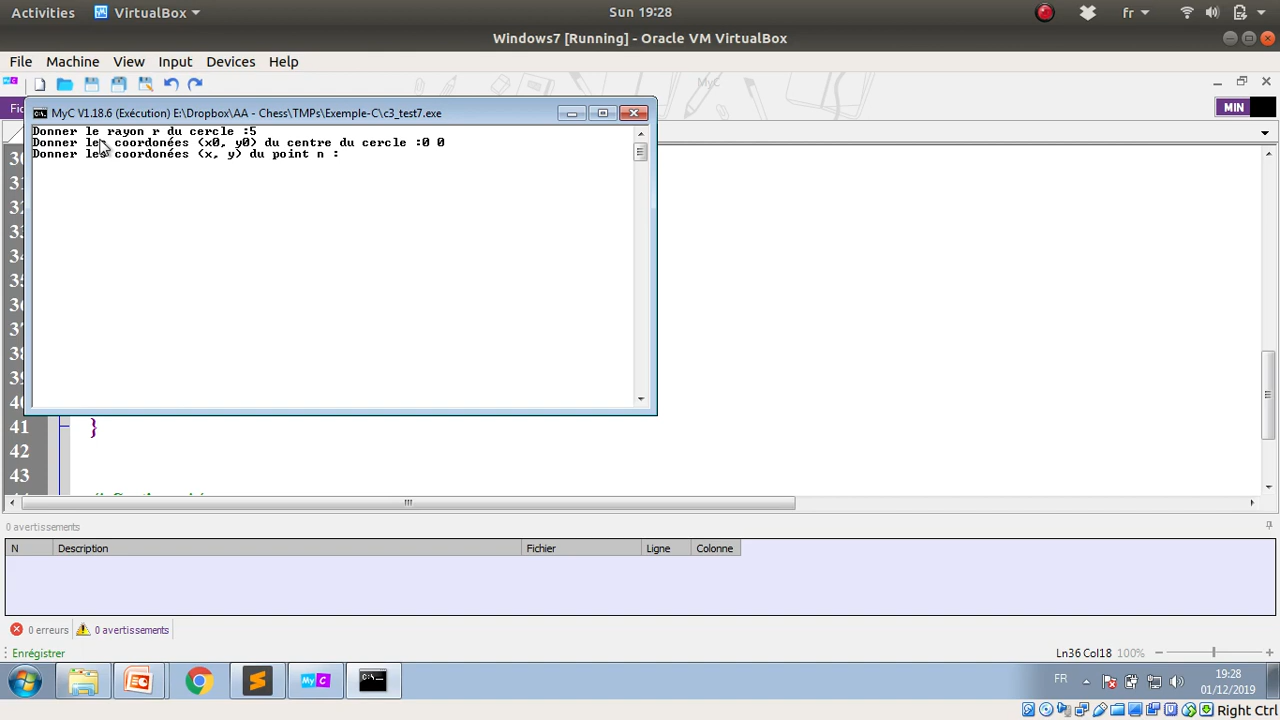 Activities
VirtualBox
Sun 19:28
fr
Windows7 [Running] - Oracle VM VirtualBox
File Machine View Input Devices Help
MyC
MIN
MyC V1.18.6 (Exécution) E:\Dropbox\AA - Chess\TMPs\Exemple-C\c3_test7.exe
Donner le rayon r du cercle :5
Donner les coordonées (x0, y0) du centre du cercle :0 0
Donner les coordonées (x, y) du point n :
41 }
42
43
0 avertissements
N Description Fichier Ligne Colonne
0 erreurs 0 avertissements
Enrégistrer
Ln36 Col18 100%
MyC
FR
19:28
01/12/2019
Right Ctrl